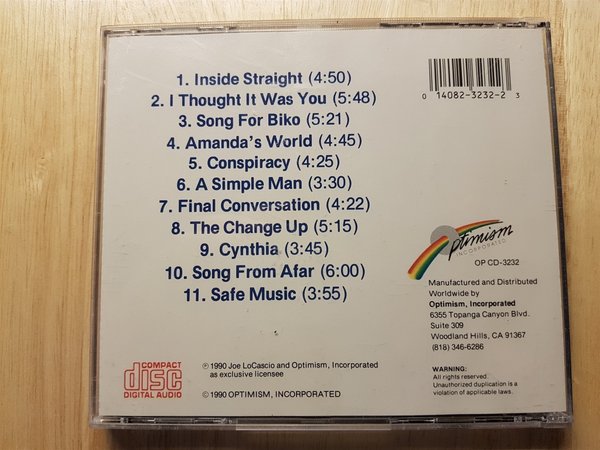 1. Inside Straight (4:50)
2. I Thought It Was You (5:48)
3. Song For Biko (5:21)
4. Amanda's World (4:45)
5. Conspiracy (4:25)
6. A Simple Man (3:30)
7. Final Conversation (4:22)
8. The Change Up (5:15)
9. Cynthia (3:45)
10. Song From Afar (6:00)
11. Safe Music (3:55)
0 14082-3232-2 3
Optimism
INCORPORATED
OP CD-3232
Manufactured and Distributed
Worldwide by
Optimism, Incorporated
6355 Topanga Canyon Blvd.
Suite 309
Woodland Hills, CA 91367
(818) 346-6286
WARNING:
All rights reserved.
Unauthorized duplication is a
violation of applicable laws.
COMPACT
disc
DIGITAL AUDIO
℗ 1990 Joe LoCascio and Optimism, Incorporated
as exclusive licensee
© 1990 OPTIMISM, INCORPORATED